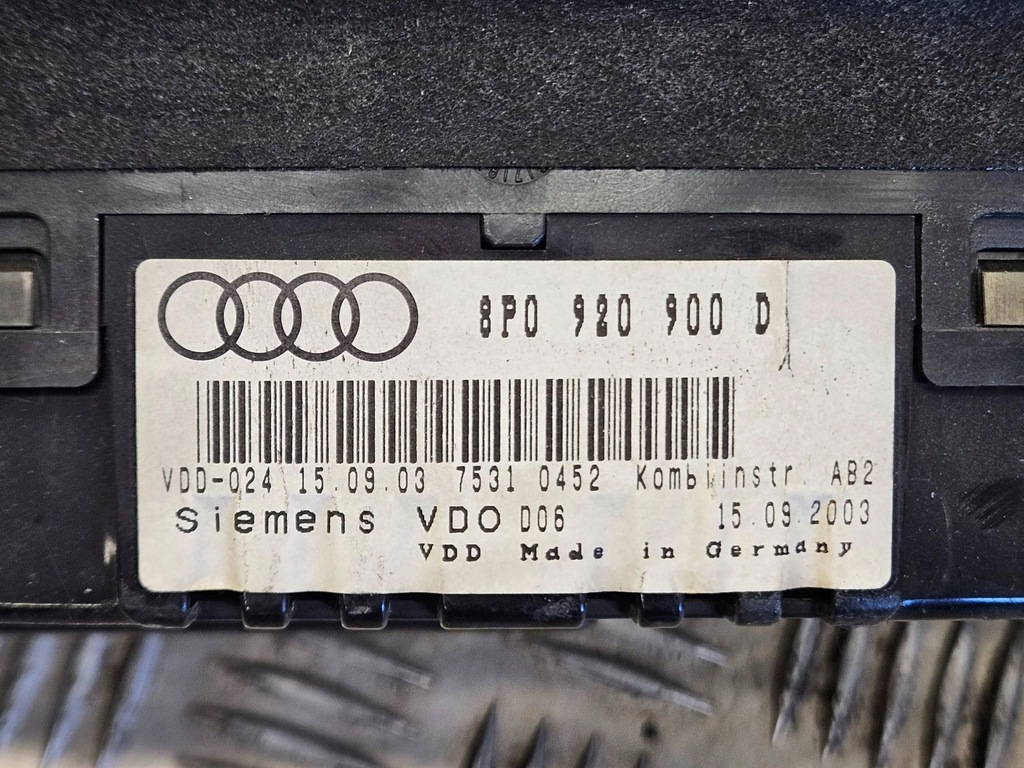 8P0 920 900 D
VDD-024 15.09.03 7531 0452 Kombiinstr. AB2
Siemens VDO D06 15.09.2003
VDD Made in Germany